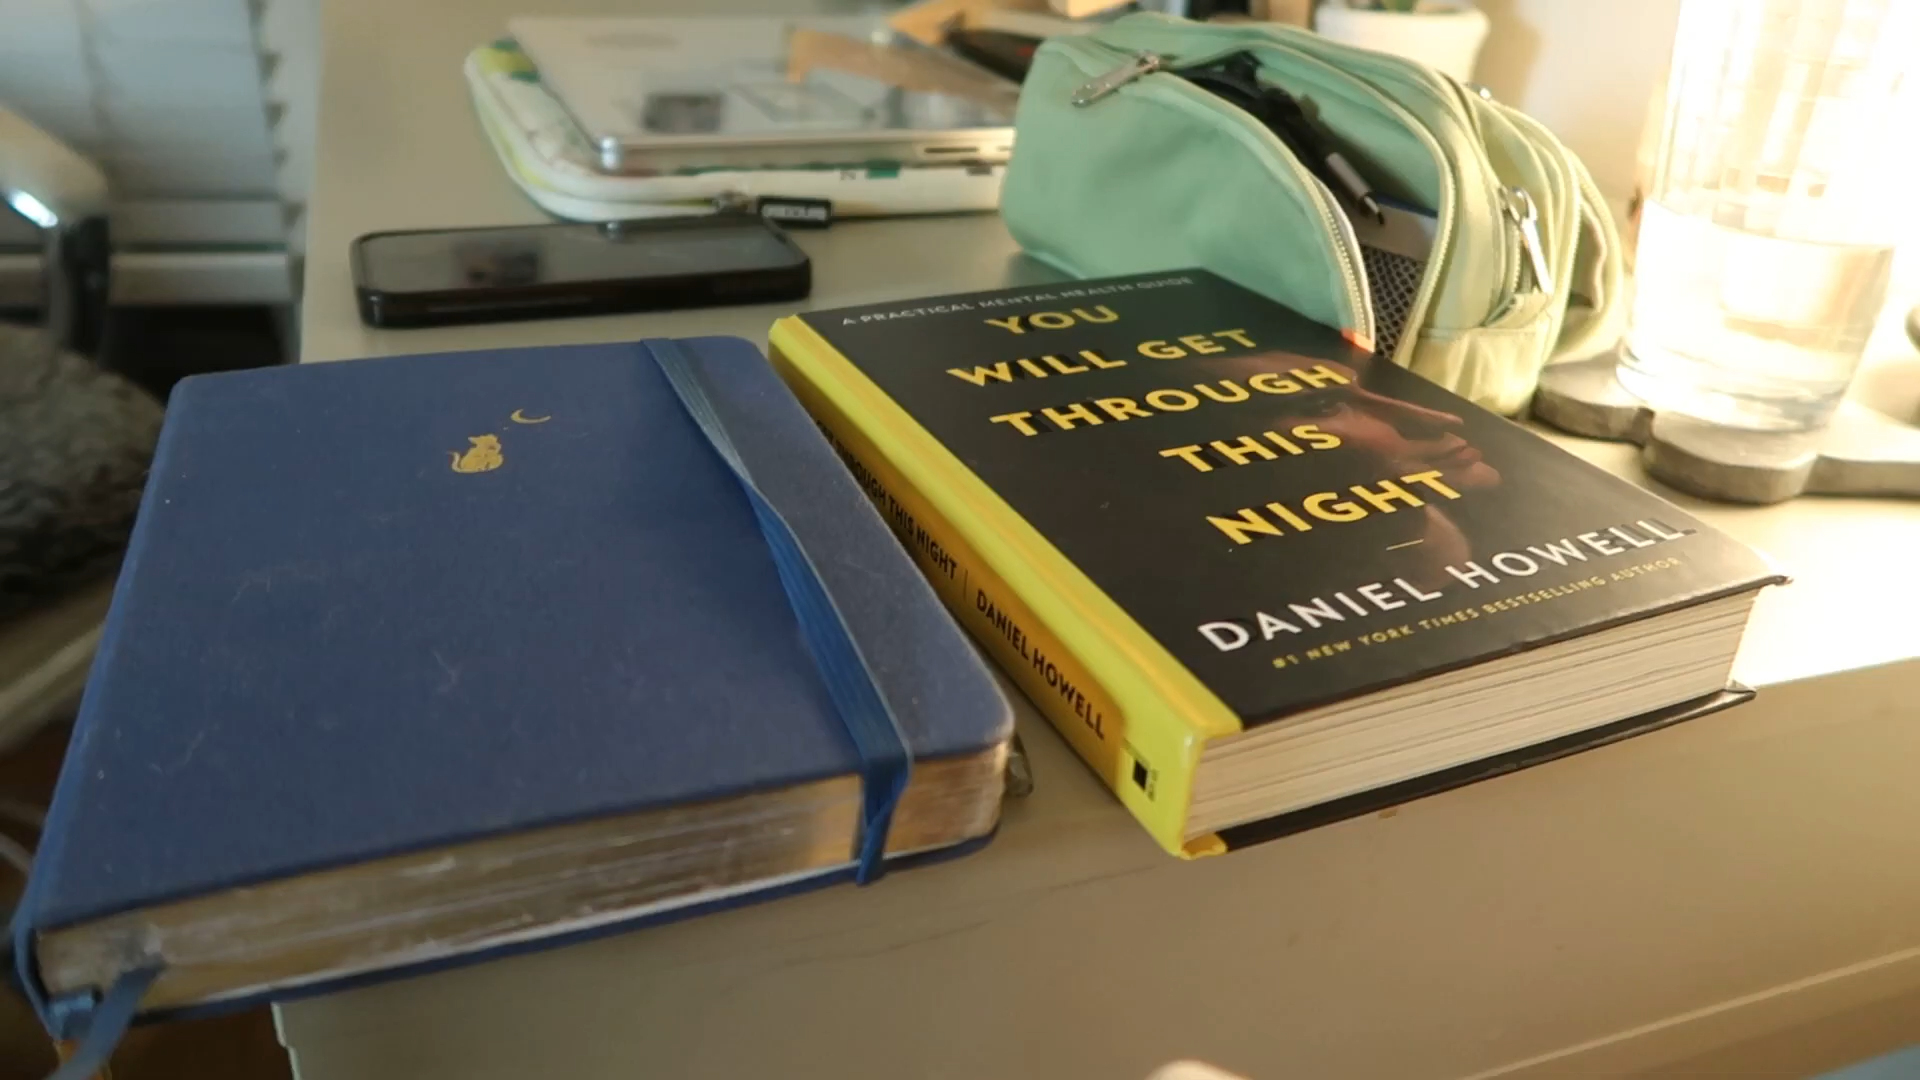 A PRACTICAL MENTAL HEALTH GUIDE
YOU
WILL GET
THROUGH
THIS
NIGHT
DANIEL HOWELL
#1 NEW YORK TIMES BESTSELLING AUTHOR
THROUGH THIS NIGHT | DANIEL HOWELL